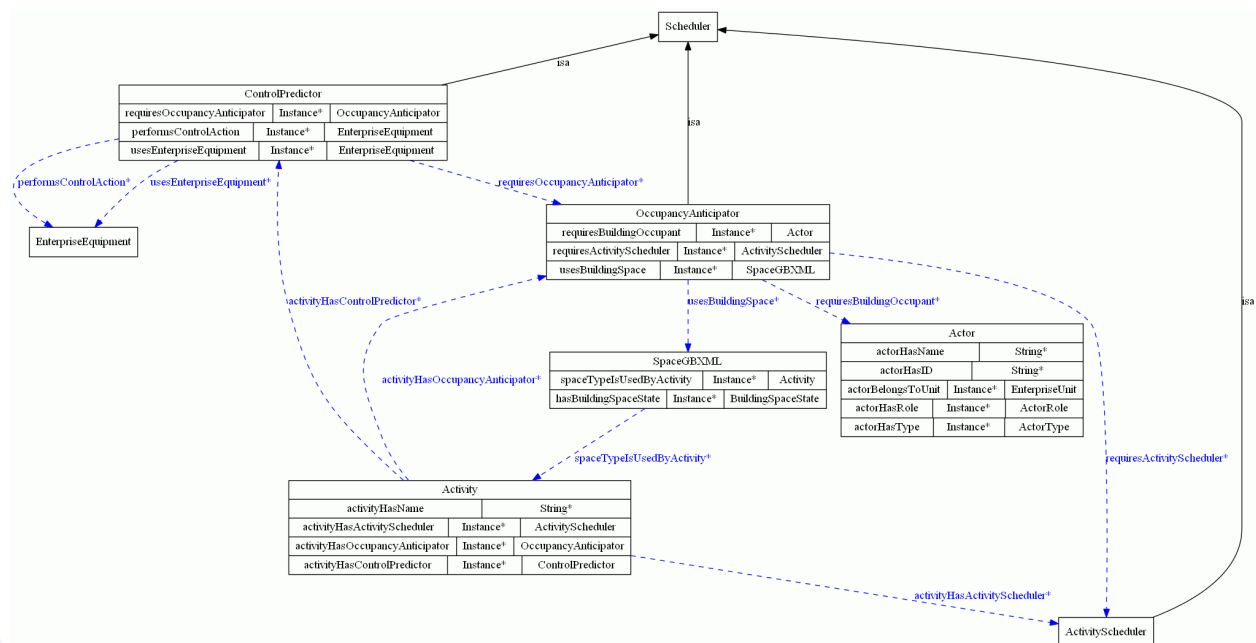 Scheduler
isa
ControlPredictor
requiresOccupancyAnticipator Instance* OccupancyAnticipator
performsControlAction Instance* EnterpriseEquipment
usesEnterpriseEquipment Instance* EnterpriseEquipment
isa
performsControlAction* usesEnterpriseEquipment* requiresOccupancyAnticipator*
OccupancyAnticipator
requiresBuildingOccupant Instance* Actor
requiresActivityScheduler Instance* ActivityScheduler
usesBuildingSpace Instance* SpaceGBXML
EnterpriseEquipment
activityHasControlPredictor* usesBuildingSpace* requiresBuildingOccupant* isa
Actor
actorHasName String*
actorHasID String*
actorBelongsToUnit Instance* EnterpriseUnit
actorHasRole Instance* ActorRole
actorHasType Instance* ActorType
SpaceGBXML
spaceTypeIsUsedByActivity Instance* Activity
hasBuildingSpaceState Instance* BuildingSpaceState
activityHasOccupancyAnticipator*
spaceTypeIsUsedByActivity* requiresActivityScheduler*
Activity
activityHasName String*
activityHasActivityScheduler Instance* ActivityScheduler
activityHasOccupancyAnticipator Instance* OccupancyAnticipator
activityHasControlPredictor Instance* ControlPredictor
activityHasActivityScheduler*
ActivityScheduler